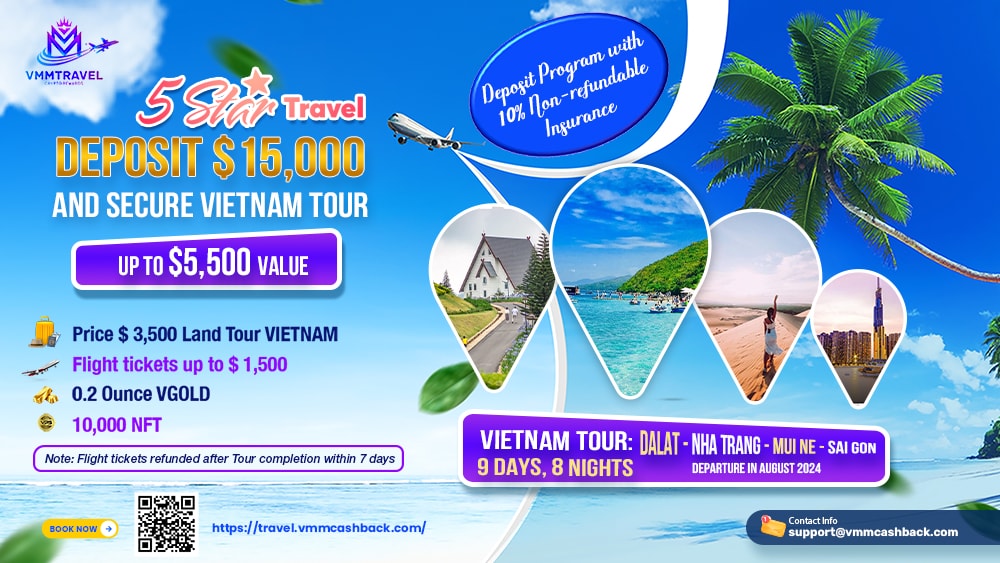 VMMTRAVEL
5 Star Travel
DEPOSIT $15,000
AND SECURE VIETNAM TOUR
UP TO $5,500 VALUE
Price $ 3,500 Land Tour VIETNAM
Flight tickets up to $ 1,500
0.2 Ounce VGOLD
10,000 NFT
Note: Flight tickets refunded after Tour completion within 7 days
BOOK NOW
https://travel.vmmcashback.com/
Deposit Program with
10% Non-refundable
Insurance
VIETNAM TOUR: DALAT - NHA TRANG - MUI NE - SAI GON
9 DAYS, 8 NIGHTS
DEPARTURE IN AUGUST 2024
Contact Info
support@vmmcashback.com